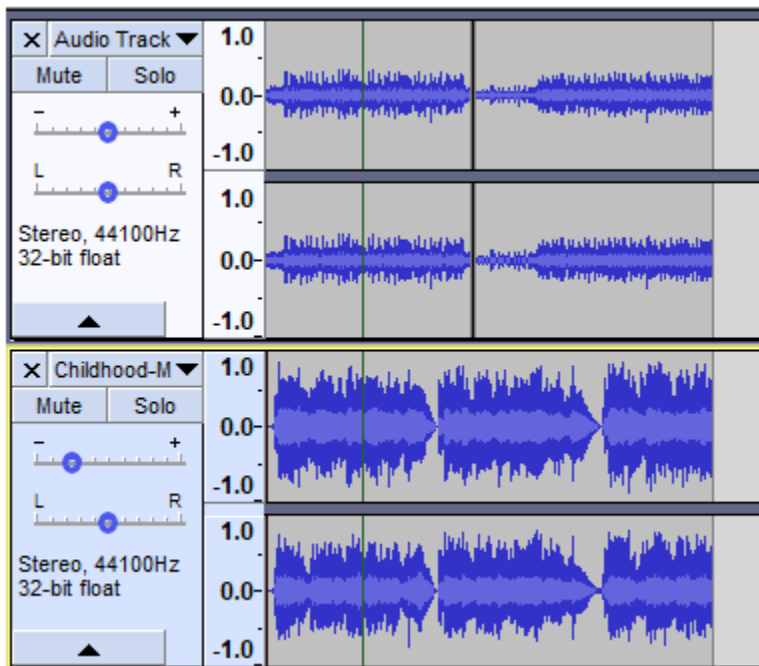 X Audio Track
Mute Solo
- +
L R
Stereo, 44100Hz
32-bit float
1.0
0.0-
-1.0
1.0
0.0-
-1.0
X Childhood-M
Mute Solo
- +
L R
Stereo, 44100Hz
32-bit float
1.0
0.0-
-1.0
1.0
0.0-
-1.0